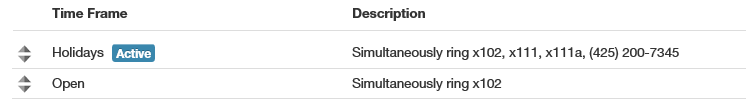 Time Frame Description
Holidays Active Simultaneously ring x102, x111, x111a, (425) 200-7345
Open Simultaneously ring x102